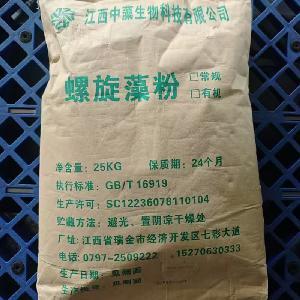 江西中藻生物科技有限公司
螺旋藻粉 □常规
□有机
净含量：25KG 保质期：24个月
执行标准：GB/T 16919
生产许可：SC12236078110104
贮藏方法：避光、置阴凉干燥处
厂址：江西省瑞金市经济开发区七彩大道
电话：0797-2509222 、15270630333
生产日期：见侧面